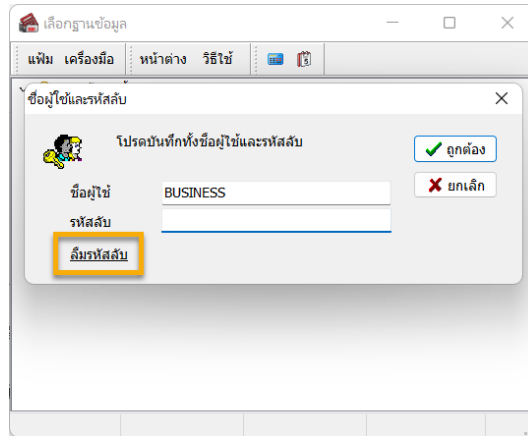 เลือกฐานข้อมูล
แฟ้ม เครื่องมือ หน้าต่าง วิธีใช้
ชื่อผู้ใช้และรหัสลับ
โปรดบันทึกทั้งชื่อผู้ใช้และรหัสลับ
ถูกต้อง
ชื่อผู้ใช้ BUSINESS
ยกเลิก
รหัสลับ
ลืมรหัสลับ